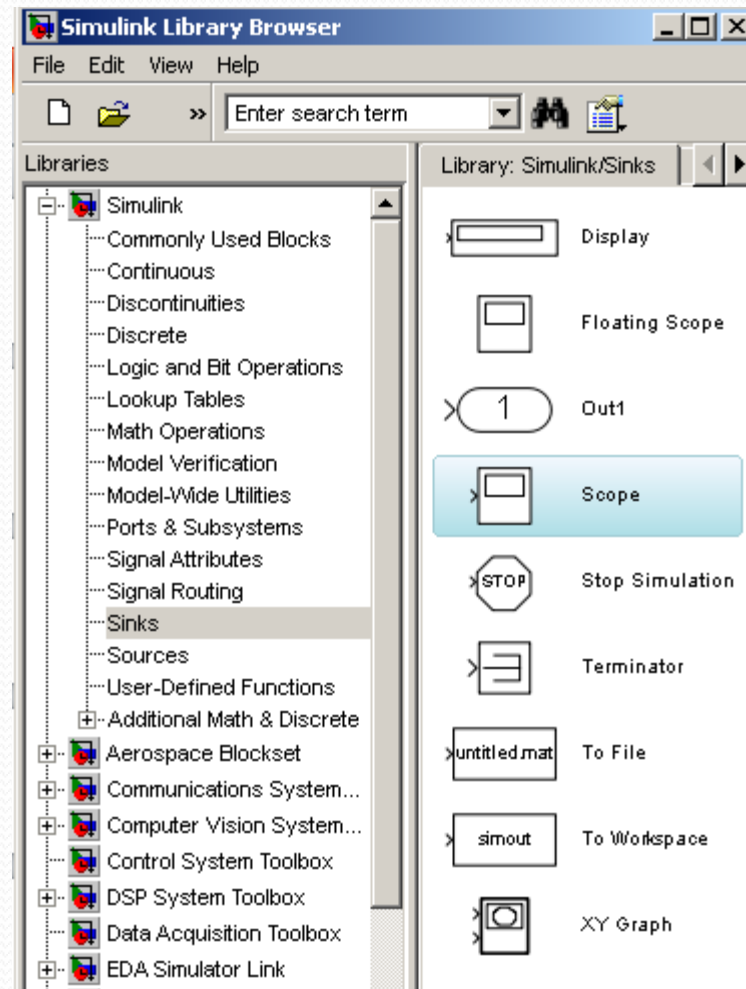 Simulink Library Browser
File Edit View Help
» Enter search term
Libraries
Simulink
Commonly Used Blocks
Continuous
Discontinuities
Discrete
Logic and Bit Operations
Lookup Tables
Math Operations
Model Verification
Model-Wide Utilities
Ports & Subsystems
Signal Attributes
Signal Routing
Sinks
Sources
User-Defined Functions
Additional Math & Discrete
Aerospace Blockset
Communications System...
Computer Vision System...
Control System Toolbox
DSP System Toolbox
Data Acquisition Toolbox
EDA Simulator Link
Library: Simulink/Sinks
Display
Floating Scope
1 Out1
Scope
STOP Stop Simulation
Terminator
untitled.mat To File
simout To Workspace
XY Graph